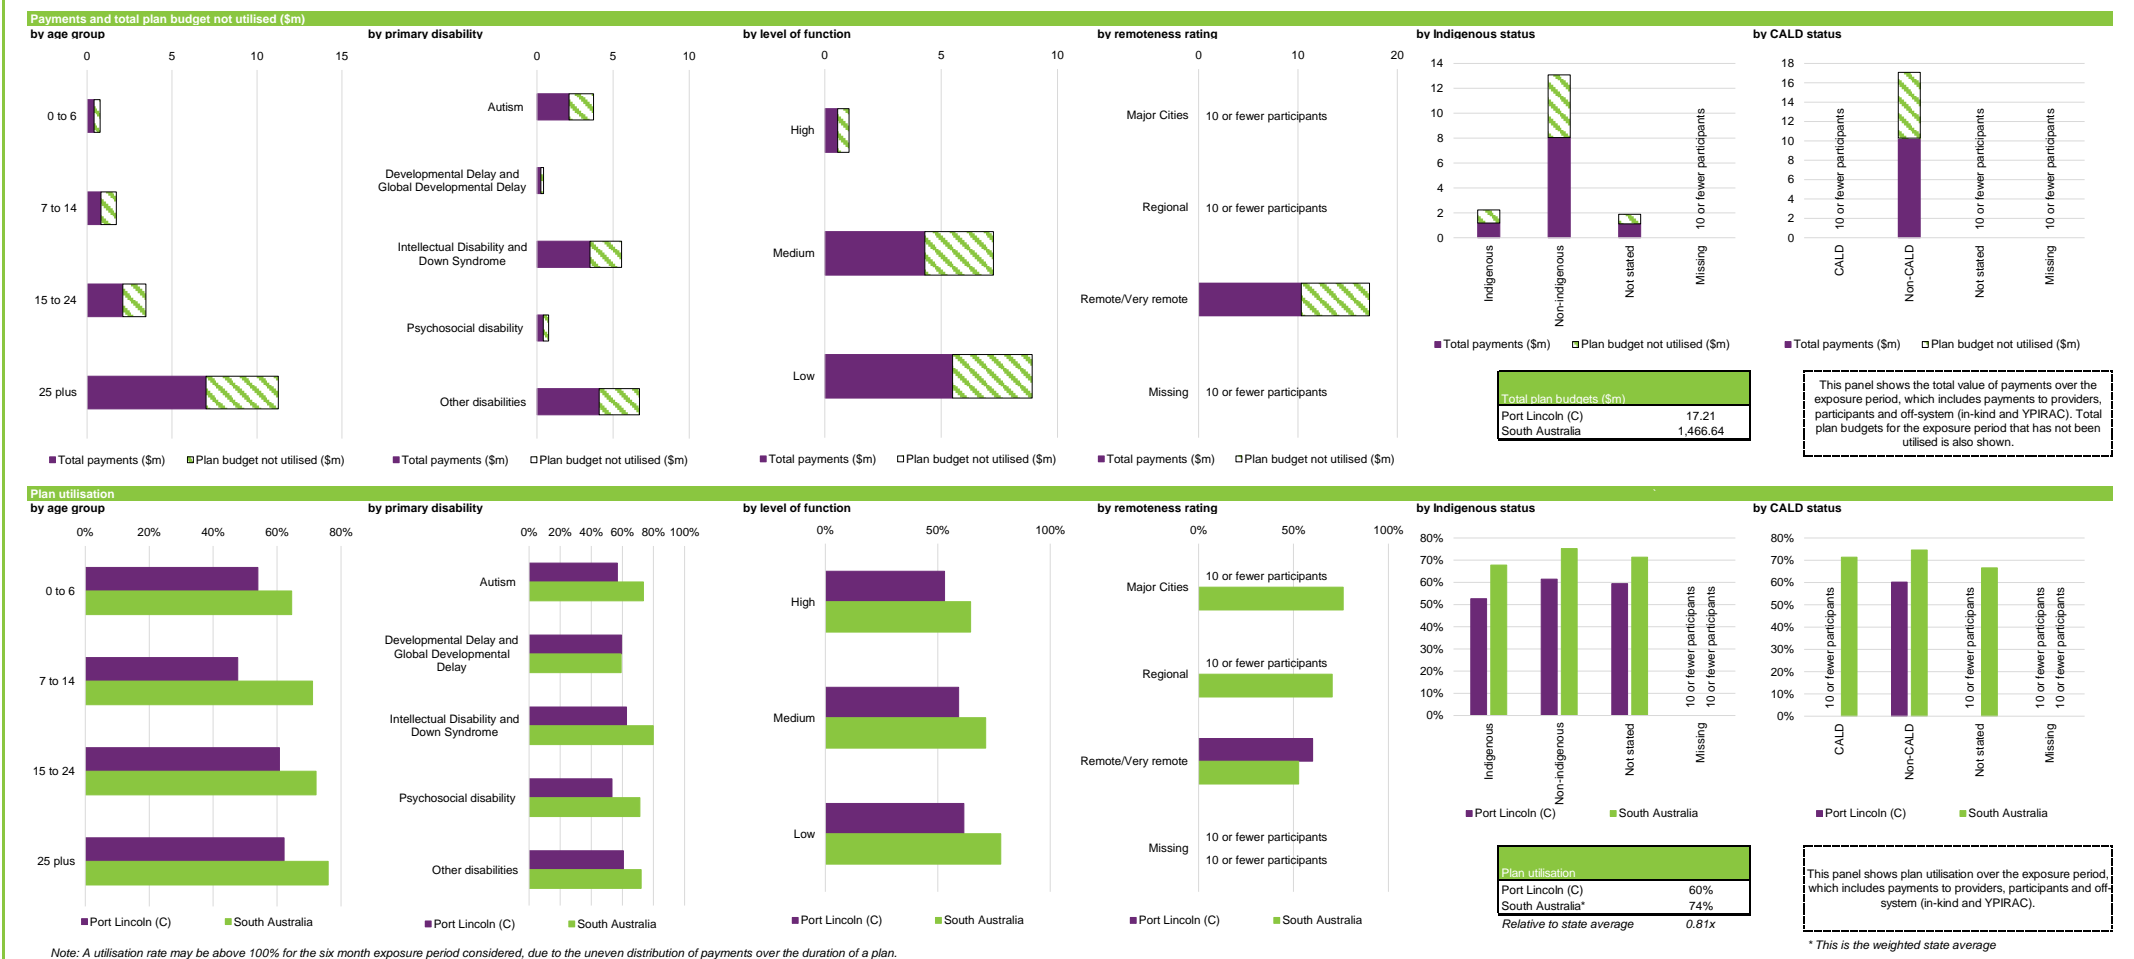 Payments and total plan budget not utilised ($m)
by age group
0 5 10 15
0 to 6
7 to 14
15 to 24
25 plus
Total payments ($m) Plan budget not utilised ($m)
by primary disability
0 5 10
Autism
Developmental Delay and
Global Developmental Delay
Intellectual Disability and
Down Syndrome
Psychosocial disability
Other disabilities
Total payments ($m) Plan budget not utilised ($m)
by level of function
0 5 10
High
Medium
Low
Total payments ($m) Plan budget not utilised ($m)
by remoteness rating
0 10 20
Major Cities 10 or fewer participants
Regional 10 or fewer participants
Remote/Very remote
Missing 10 or fewer participants
Total payments ($m) Plan budget not utilised ($m)
by Indigenous status
14
12
10
8
6
4
2
0
10 or fewer participants
Indigenous
Non-indigenous
Not stated
Missing
Total payments ($m) Plan budget not utilised ($m)
by CALD status
18
16
14
12
10
8
6
4
2
0
10 or fewer participants
10 or fewer participants
10 or fewer participants
CALD
Non-CALD
Not stated
Missing
Total payments ($m) Plan budget not utilised ($m)
Total plan budgets ($m)
Port Lincoln (C) 17.21
South Australia 1,466.64
This panel shows the total value of payments over the
exposure period, which includes payments to providers,
participants and off-system (in-kind and YPIRAC). Total
plan budgets for the exposure period that has not been
utilised is also shown.
Plan utilisation
by age group
0% 20% 40% 60% 80%
0 to 6
7 to 14
15 to 24
25 plus
Port Lincoln (C) South Australia
by primary disability
0% 20% 40% 60% 80% 100%
Autism
Developmental Delay and
Global Developmental
Delay
Intellectual Disability and
Down Syndrome
Psychosocial disability
Other disabilities
Port Lincoln (C) South Australia
by level of function
0% 50% 100%
High
Medium
Low
Port Lincoln (C) South Australia
by remoteness rating
0% 50% 100%
10 or fewer participants
Major Cities
10 or fewer participants
Regional
Remote/Very remote
10 or fewer participants
Missing
10 or fewer participants
Port Lincoln (C) South Australia
by Indigenous status
80%
70%
60%
50%
40%
30%
20%
10%
0%
10 or fewer participants
10 or fewer participants
Indigenous
Non-indigenous
Not stated
Missing
Port Lincoln (C) South Australia
by CALD status
80%
70%
60%
50%
40%
30%
20%
10%
0%
10 or fewer participants
10 or fewer participants
10 or fewer participants
10 or fewer participants
CALD
Non-CALD
Not stated
Missing
Port Lincoln (C) South Australia
Plan utilisation
Port Lincoln (C) 60%
South Australia* 74%
Relative to state average 0.81x
This panel shows plan utilisation over the exposure period,
which includes payments to providers, participants and off-
system (in-kind and YPIRAC).
* This is the weighted state average
Note: A utilisation rate may be above 100% for the six month exposure period considered, due to the uneven distribution of payments over the duration of a plan.